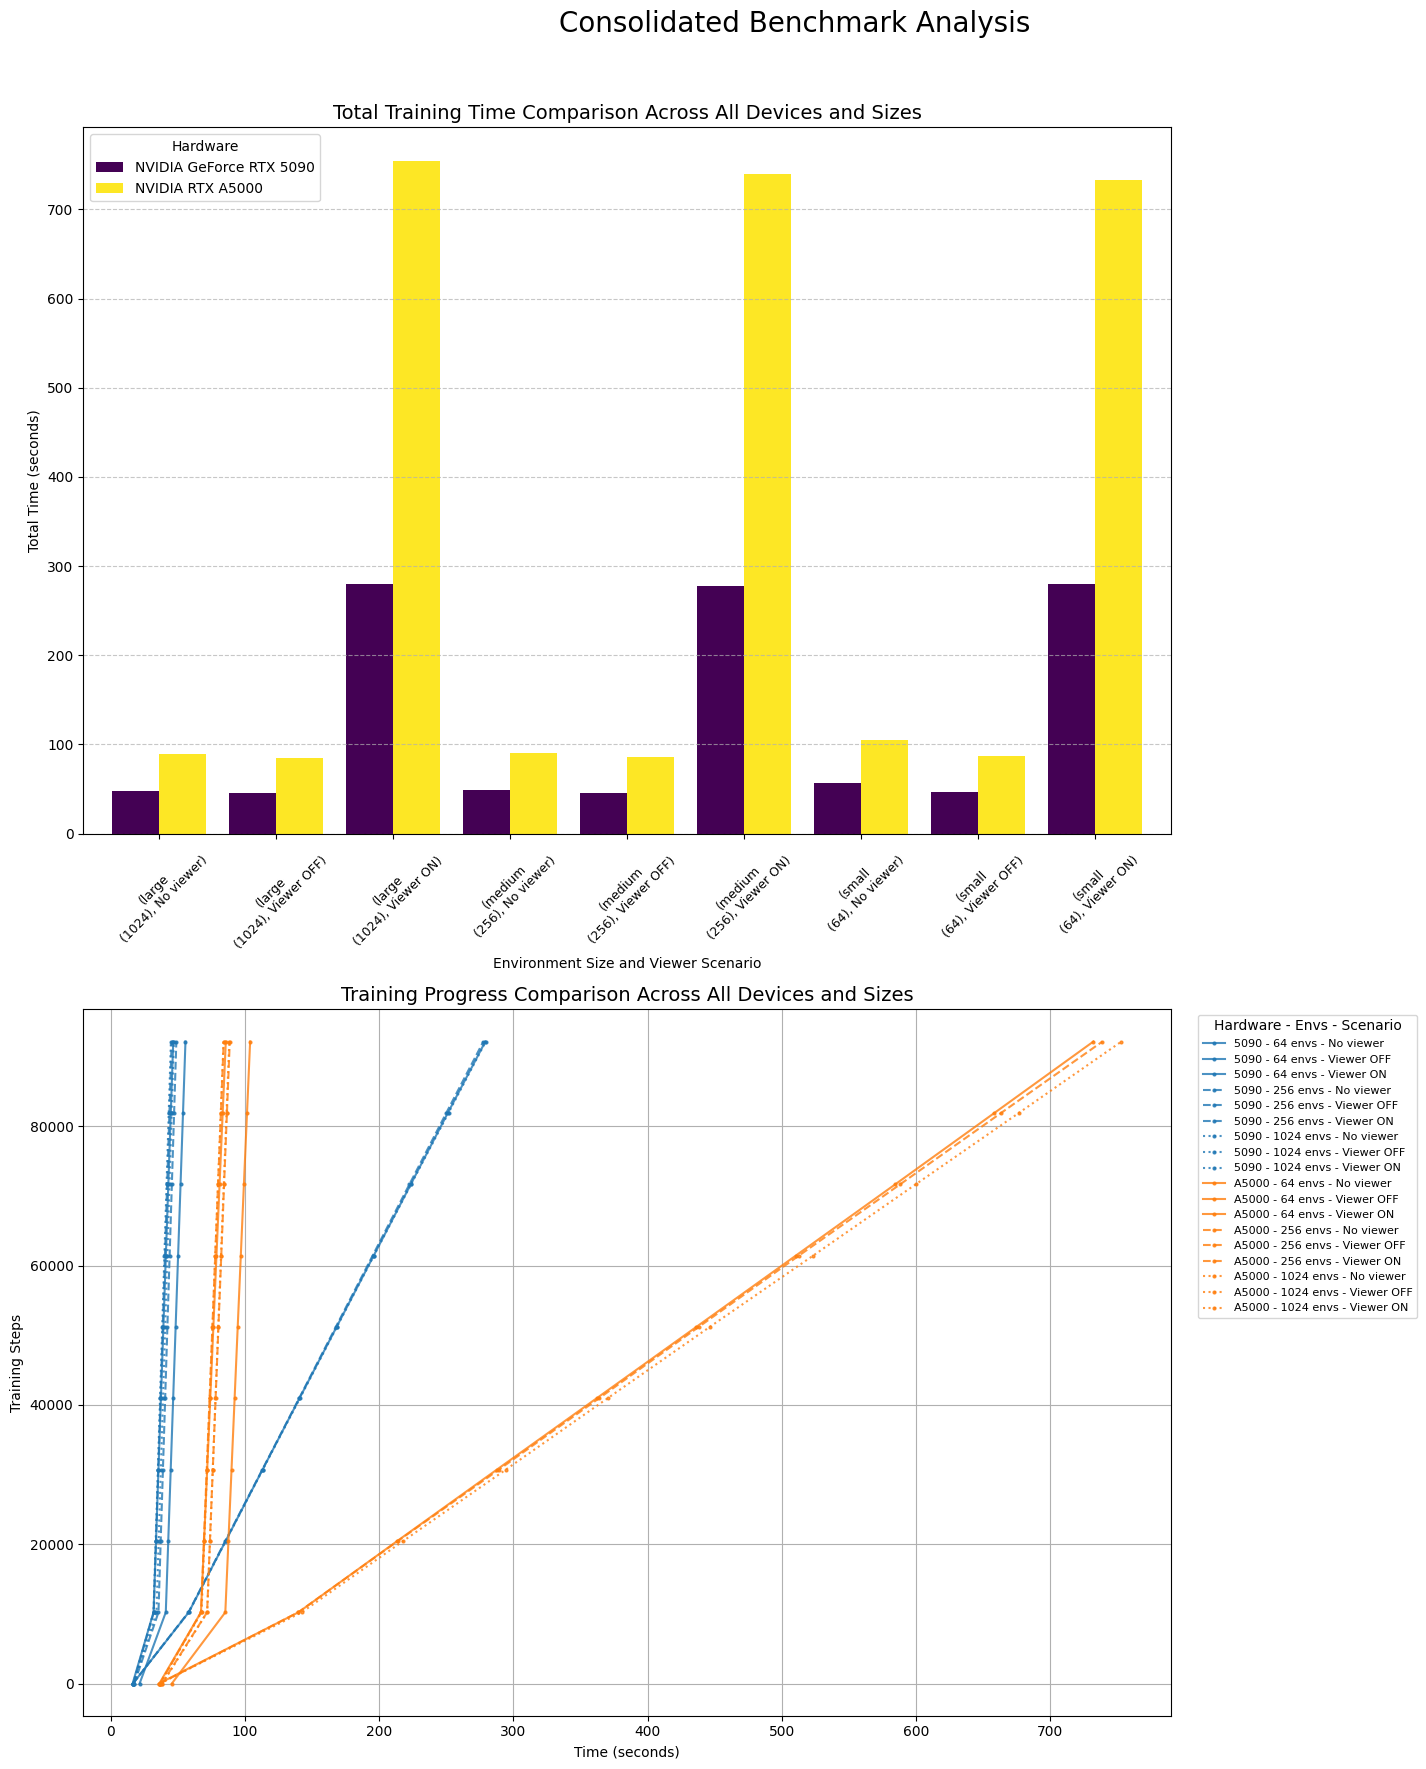 Consolidated Benchmark Analysis
Total Training Time Comparison Across All Devices and Sizes
Hardware
NVIDIA GeForce RTX 5090
NVIDIA RTX A5000
Total Time (seconds)
700
600
500
400
300
200
100
0
(large
(1024), No viewer)
(large
(1024), Viewer OFF)
(large
(1024), Viewer ON)
(medium
(256), No viewer)
(medium
(256), Viewer OFF)
(medium
(256), Viewer ON)
(small
(64), No viewer)
(small
(64), Viewer OFF)
(small
(64), Viewer ON)
Environment Size and Viewer Scenario
Training Progress Comparison Across All Devices and Sizes
Training Steps
80000
60000
40000
20000
0
0
100
200
300
400
500
600
700
Time (seconds)
Hardware - Envs - Scenario
5090 - 64 envs - No viewer
5090 - 64 envs - Viewer OFF
5090 - 64 envs - Viewer ON
5090 - 256 envs - No viewer
5090 - 256 envs - Viewer OFF
5090 - 256 envs - Viewer ON
5090 - 1024 envs - No viewer
5090 - 1024 envs - Viewer OFF
5090 - 1024 envs - Viewer ON
A5000 - 64 envs - No viewer
A5000 - 64 envs - Viewer OFF
A5000 - 64 envs - Viewer ON
A5000 - 256 envs - No viewer
A5000 - 256 envs - Viewer OFF
A5000 - 256 envs - Viewer ON
A5000 - 1024 envs - No viewer
A5000 - 1024 envs - Viewer OFF
A5000 - 1024 envs - Viewer ON